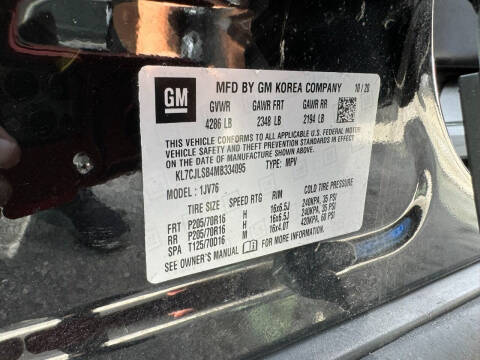 GM
MFD BY GM KOREA COMPANY 10 / 20
GVWR GAWR FRT GAWR RR
4286 LB 2348 LB 2194 LB
THIS VEHICLE CONFORMS TO ALL APPLICABLE U.S. FEDERAL MOTOR
VEHICLE SAFETY AND THEFT PREVENTION STANDARDS IN EFFECT ON THE
DATE OF MANUFACTURE SHOWN ABOVE.
KL7CJLSB4MB334095 TYPE: MPV
MODEL: 1JV76
TIRE SIZE SPEED RTG RIM COLD TIRE PRESSURE
FRT P205/70R16 H 16x6.5J 240KPA, 35 PSI
RR P205/70R16 H 16x6.5J 240KPA, 35 PSI
SPA T125/70D16 M 16x4.0T 420KPA, 60 PSI
SEE OWNER'S MANUAL FOR MORE INFORMATION